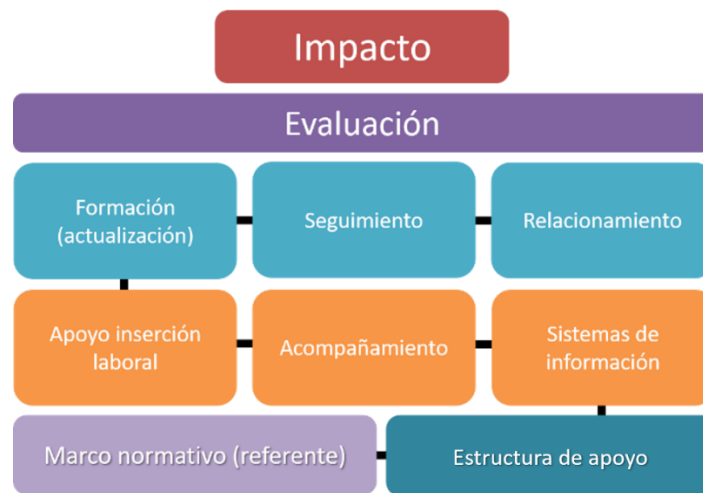 Impacto
Evaluación
Formación
(actualización)
Seguimiento
Relacionamiento
Apoyo inserción
laboral
Acompañamiento
Sistemas de
información
Marco normativo (referente)
Estructura de apoyo